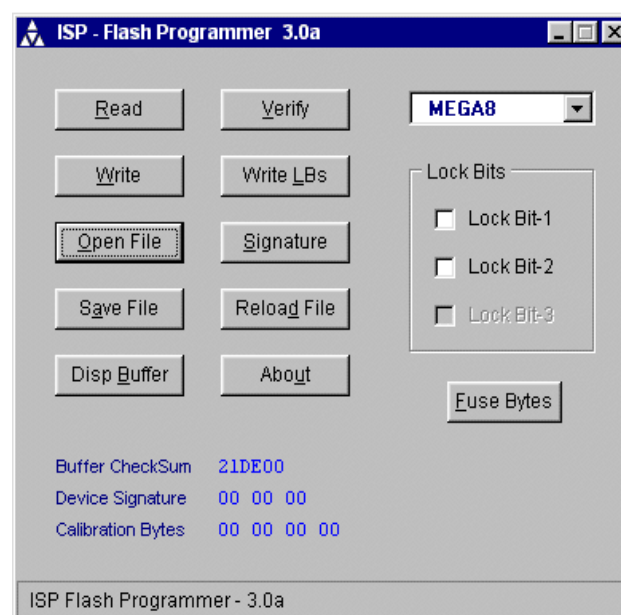 ISP - Flash Programmer 3.0a
Read Verify MEGA8
Write Write LBs Lock Bits
Lock Bit-1
Open File Signature
Lock Bit-2
Save File Reload File Lock Bit-3
Disp Buffer About
Fuse Bytes
Buffer CheckSum 21DE00
Device Signature 00 00 00
Calibration Bytes 00 00 00 00
ISP Flash Programmer - 3.0a